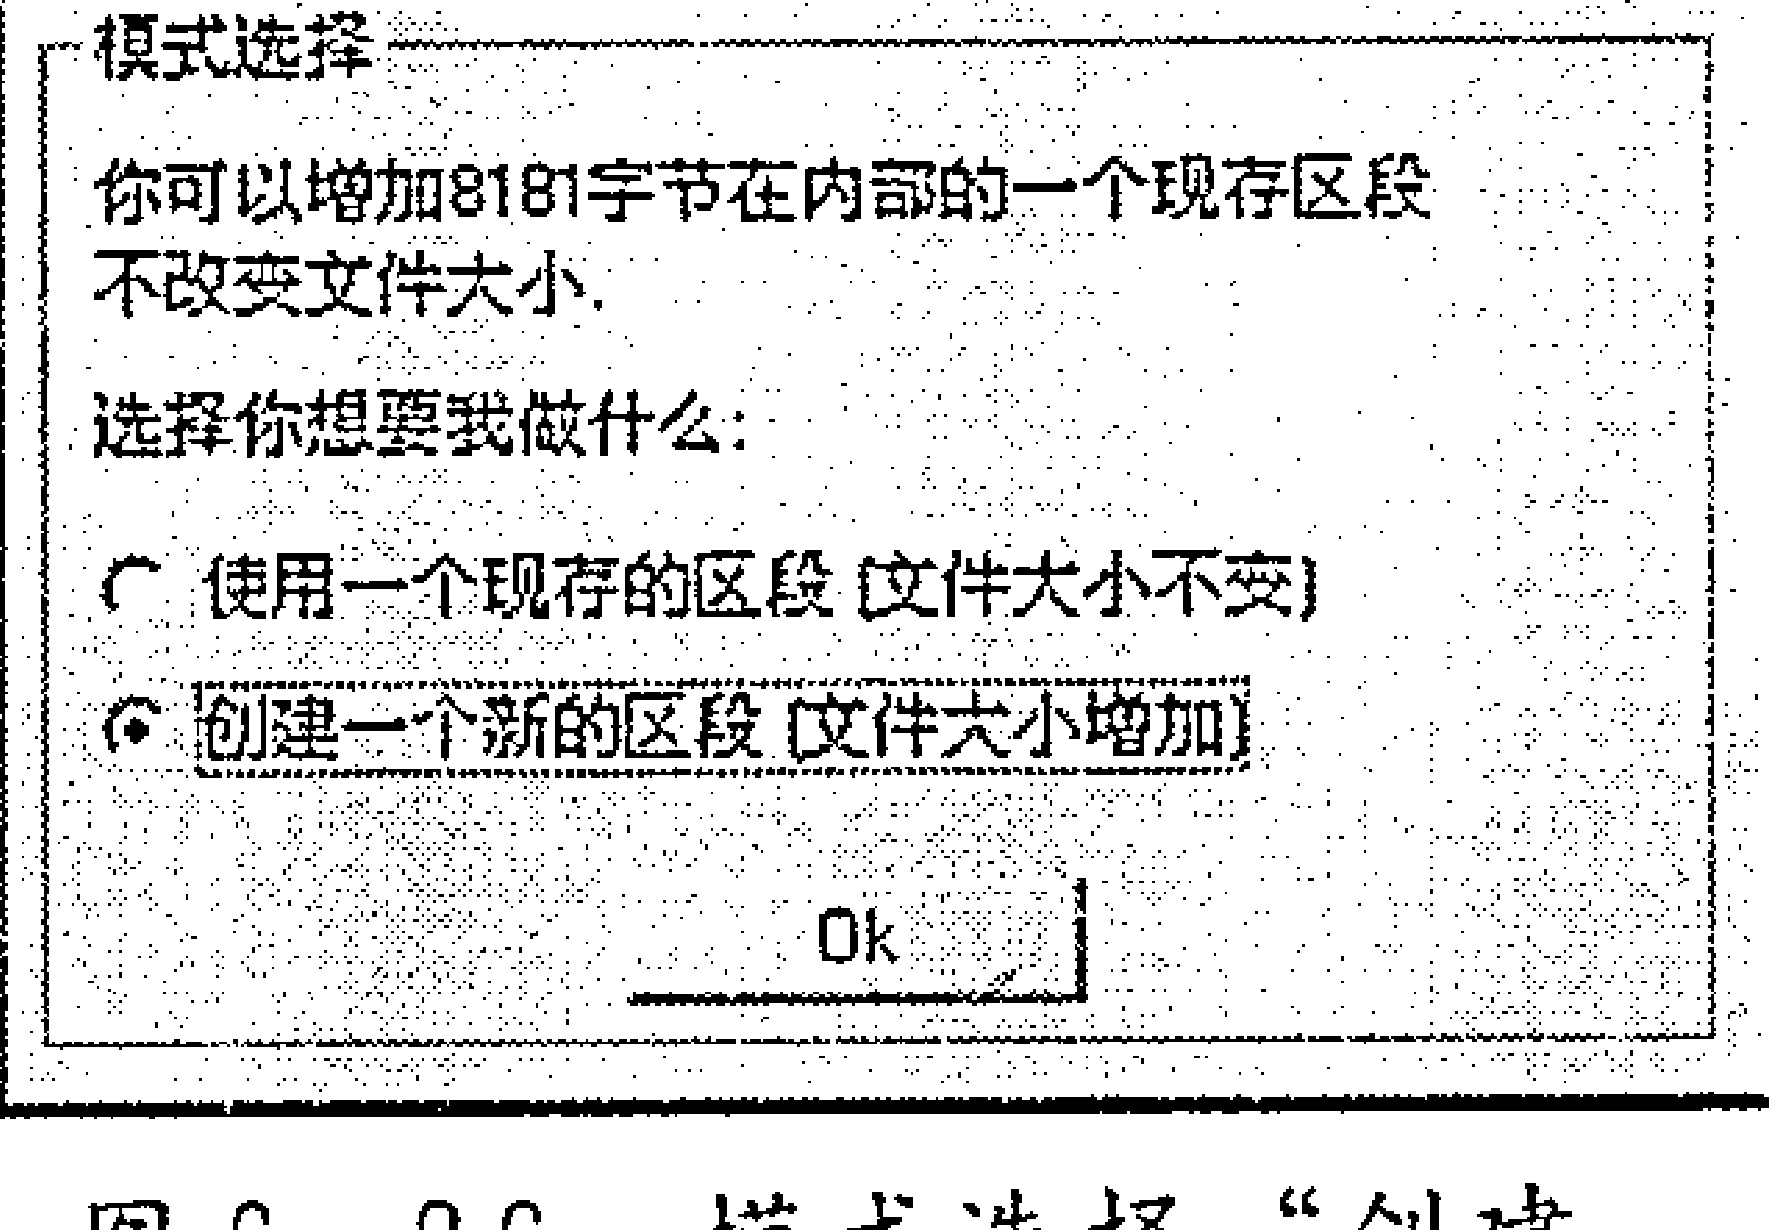 模式选择
你可以增加8181字节在内部的一个现存区段
不改变文件大小.
选择你想要我做什么:
使用一个现存的区段 (文件大小不变)
创建一个新的区段 (文件大小增加)
Ok